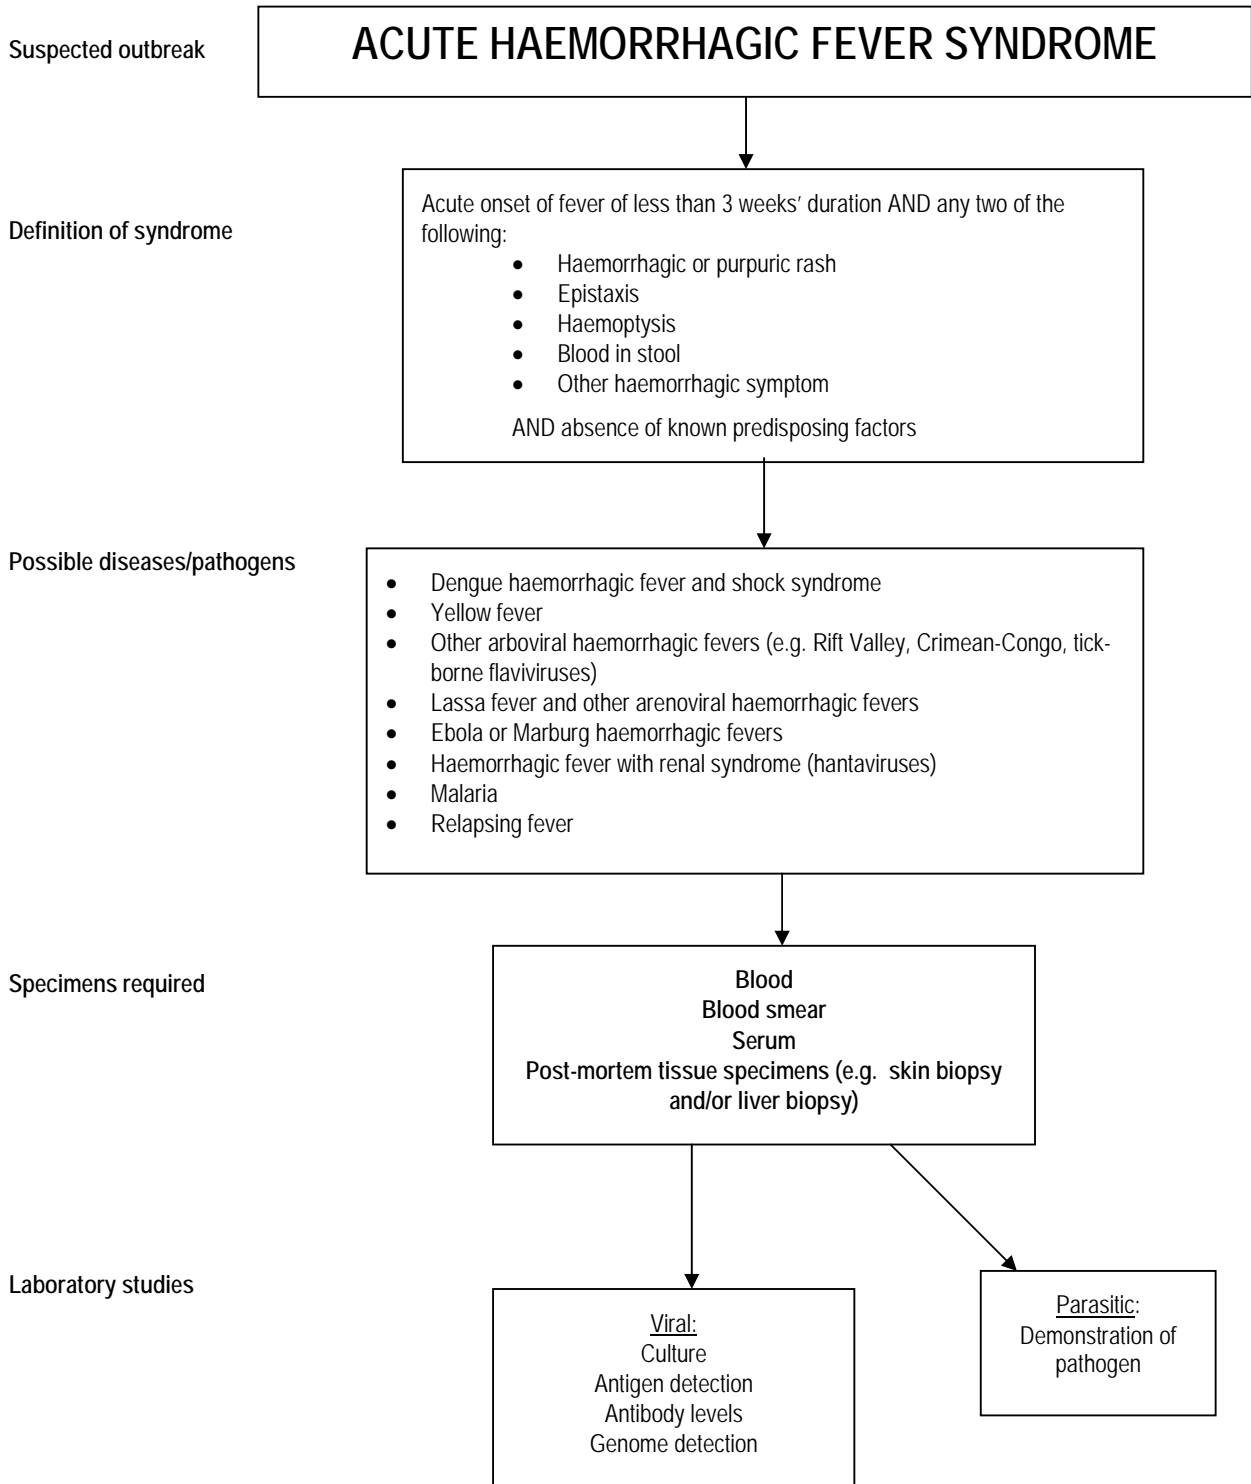 Suspected outbreak
ACUTE HAEMORRHAGIC FEVER SYNDROME
Definition of syndrome
Acute onset of fever of less than 3 weeks’ duration AND any two of the
following:
• Haemorrhagic or purpuric rash
• Epistaxis
• Haemoptysis
• Blood in stool
• Other haemorrhagic symptom
AND absence of known predisposing factors
Possible diseases/pathogens
• Dengue haemorrhagic fever and shock syndrome
• Yellow fever
• Other arboviral haemorrhagic fevers (e.g. Rift Valley, Crimean-Congo, tick-
borne flaviviruses)
• Lassa fever and other arenoviral haemorrhagic fevers
• Ebola or Marburg haemorrhagic fevers
• Haemorrhagic fever with renal syndrome (hantaviruses)
• Malaria
• Relapsing fever
Specimens required
Blood
Blood smear
Serum
Post-mortem tissue specimens (e.g. skin biopsy
and/or liver biopsy)
Laboratory studies
Viral:
Culture
Antigen detection
Antibody levels
Genome detection
Parasitic:
Demonstration of
pathogen